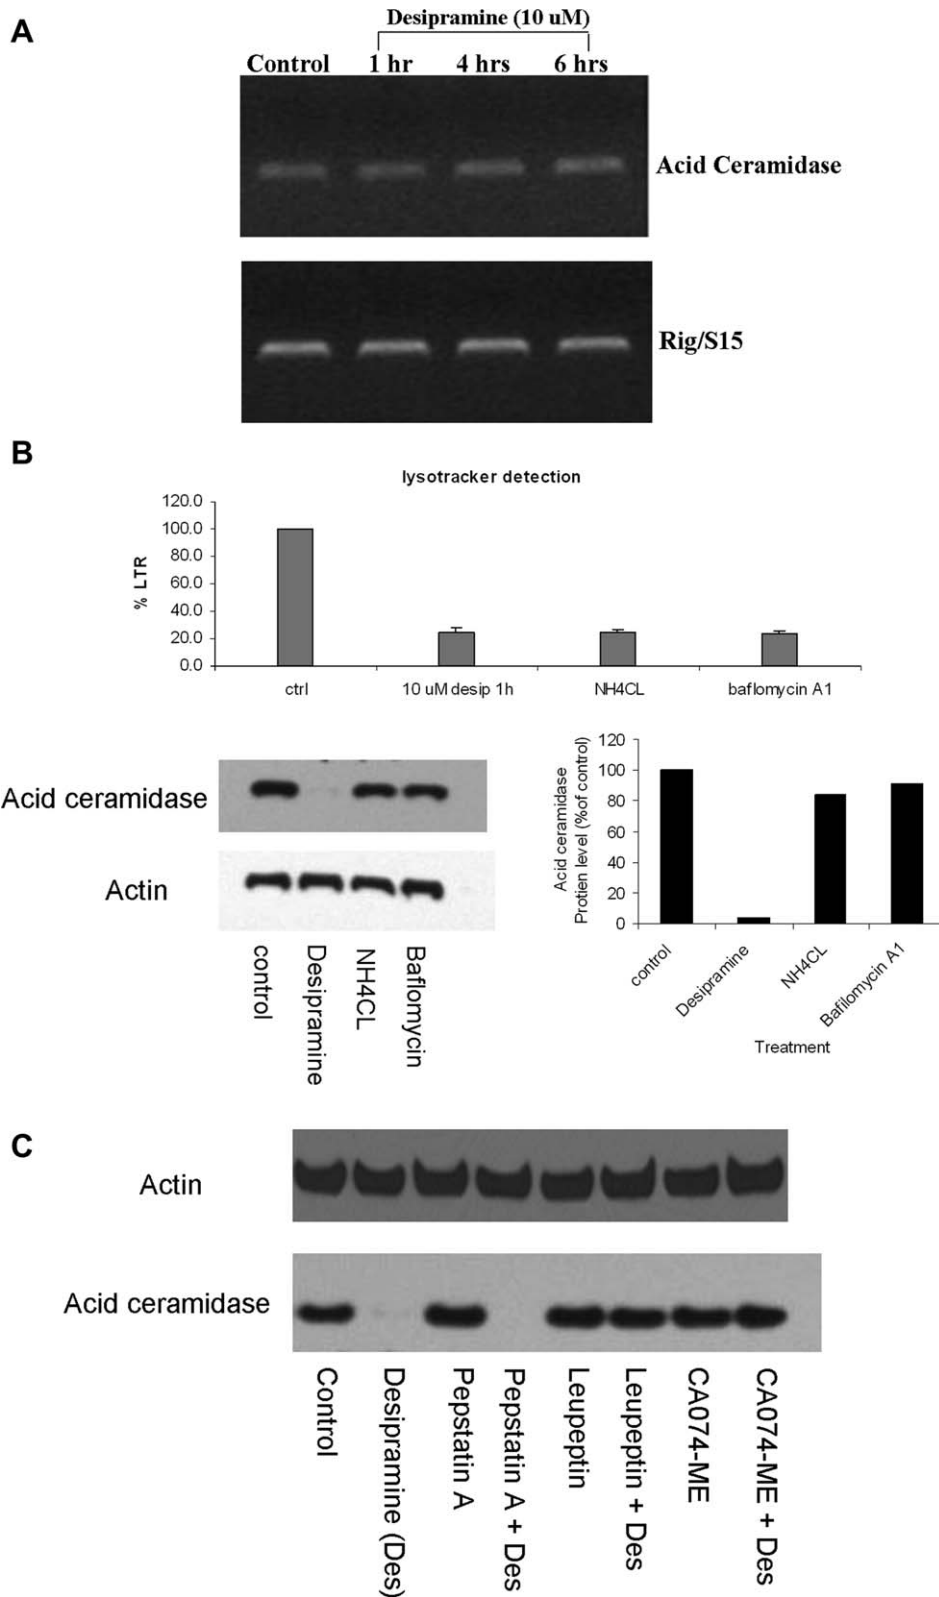 A
Desipramine (10 uM)
Control 1 hr 4 hrs 6 hrs
Acid Ceramidase
Rig/S15
B
lysotracker detection
% LTR
120.0
100.0
80.0
60.0
40.0
20.0
0.0
ctrl 10 uM desip 1h NH4CL baflomycin A1
Acid ceramidase
Actin
control
Desipramine
NH4CL
Baflomycin
Acid ceramidase
Protien level (%of control)
120
100
80
60
40
20
0
control
Desipramine
NH4CL
Bafilomycin A1
Treatment
C
Actin
Acid ceramidase
Control
Desipramine (Des)
Pepstatin A
Pepstatin A + Des
Leupeptin
Leupeptin + Des
CA074-ME
CA074-ME + Des